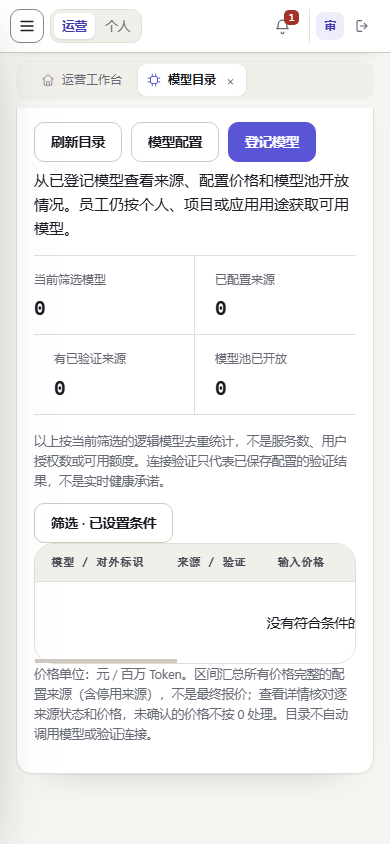 运营 个人 1 审
运营工作台 模型目录 ×
刷新目录 模型配置 登记模型
从已登记模型查看来源、配置价格和模型池开放
情况。员工仍按个人、项目或应用用途获取可用
模型。
当前筛选模型 已配置来源
0 0
有已验证来源 模型池已开放
0 0
以上按当前筛选的逻辑模型去重统计，不是服务数、用户
授权数或可用额度。连接验证只代表已保存配置的验证结
果，不是实时健康承诺。
筛选 · 已设置条件
模型 / 对外标识 来源 / 验证 输入价格
没有符合条件的
价格单位：元 / 百万 Token。区间汇总所有价格完整的配
置来源（含停用来源），不是最终报价；查看详情核对逐
来源状态和价格，未确认的价格不按 0 处理。目录不自动
调用模型或验证连接。